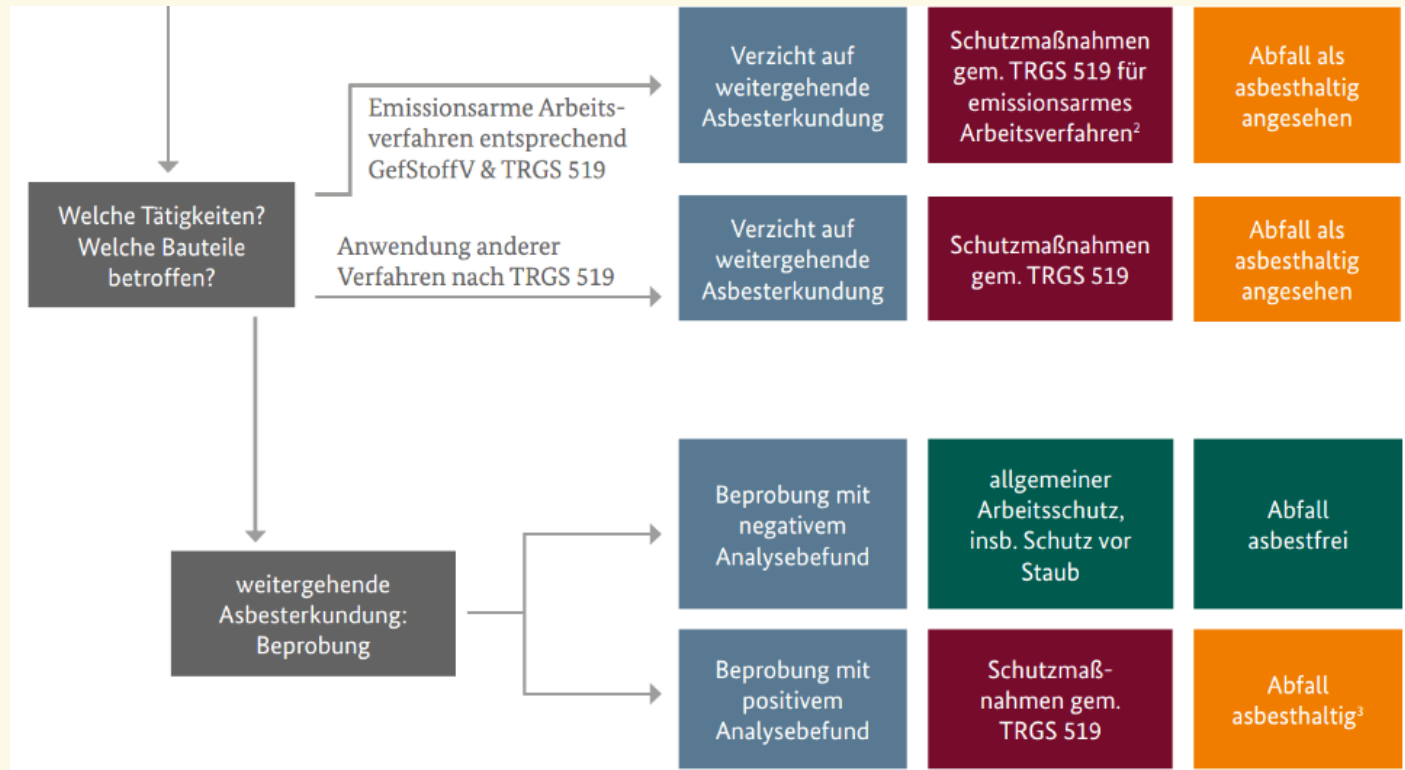 Verzicht auf
weitergehende
Asbesterkundung
Schutzmaßnahmen
gem. TRGS 519 für
emissionsarmes
Arbeitsverfahren²
Abfall als
asbesthaltig
angesehen
Emissionsarme Arbeits-
verfahren entsprechend
GefStoffV & TRGS 519
Welche Tätigkeiten?
Welche Bauteile
betroffen?
Anwendung anderer
Verfahren nach TRGS 519
Verzicht auf
weitergehende
Asbesterkundung
Schutzmaßnahmen
gem. TRGS 519
Abfall als
asbesthaltig
angesehen
weitergehende
Asbesterkundung:
Beprobung
Beprobung mit
negativem
Analysebefund
allgemeiner
Arbeitsschutz,
insb. Schutz vor
Staub
Abfall
asbestfrei
Beprobung mit
positivem
Analysebefund
Schutzmaß-
nahmen gem.
TRGS 519
Abfall
asbesthaltig³